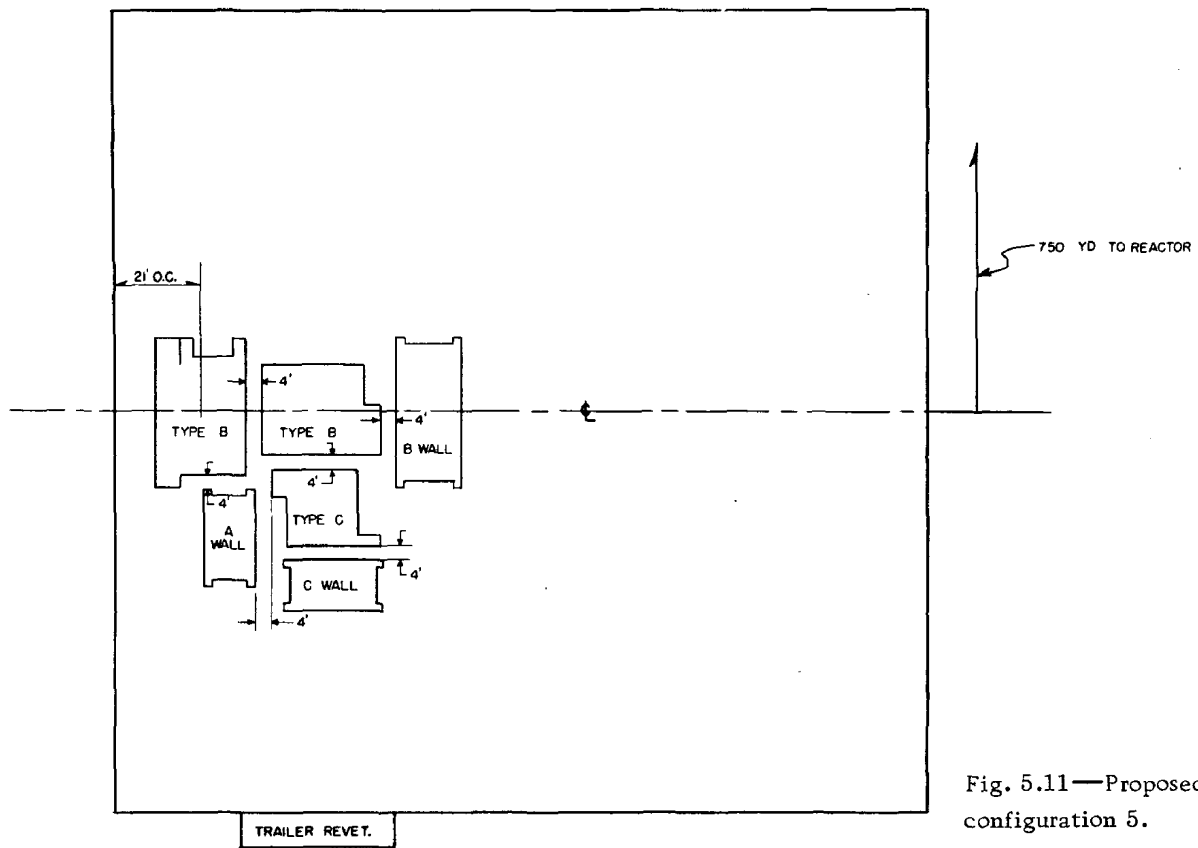 750 YD TO REACTOR
21' O.C.
4'
TYPE B
TYPE B
4'
B WALL
4'
4'
A
WALL
TYPE C
4'
C WALL
4'
℄
TRAILER REVET.
Fig. 5.11—Proposed
configuration 5.